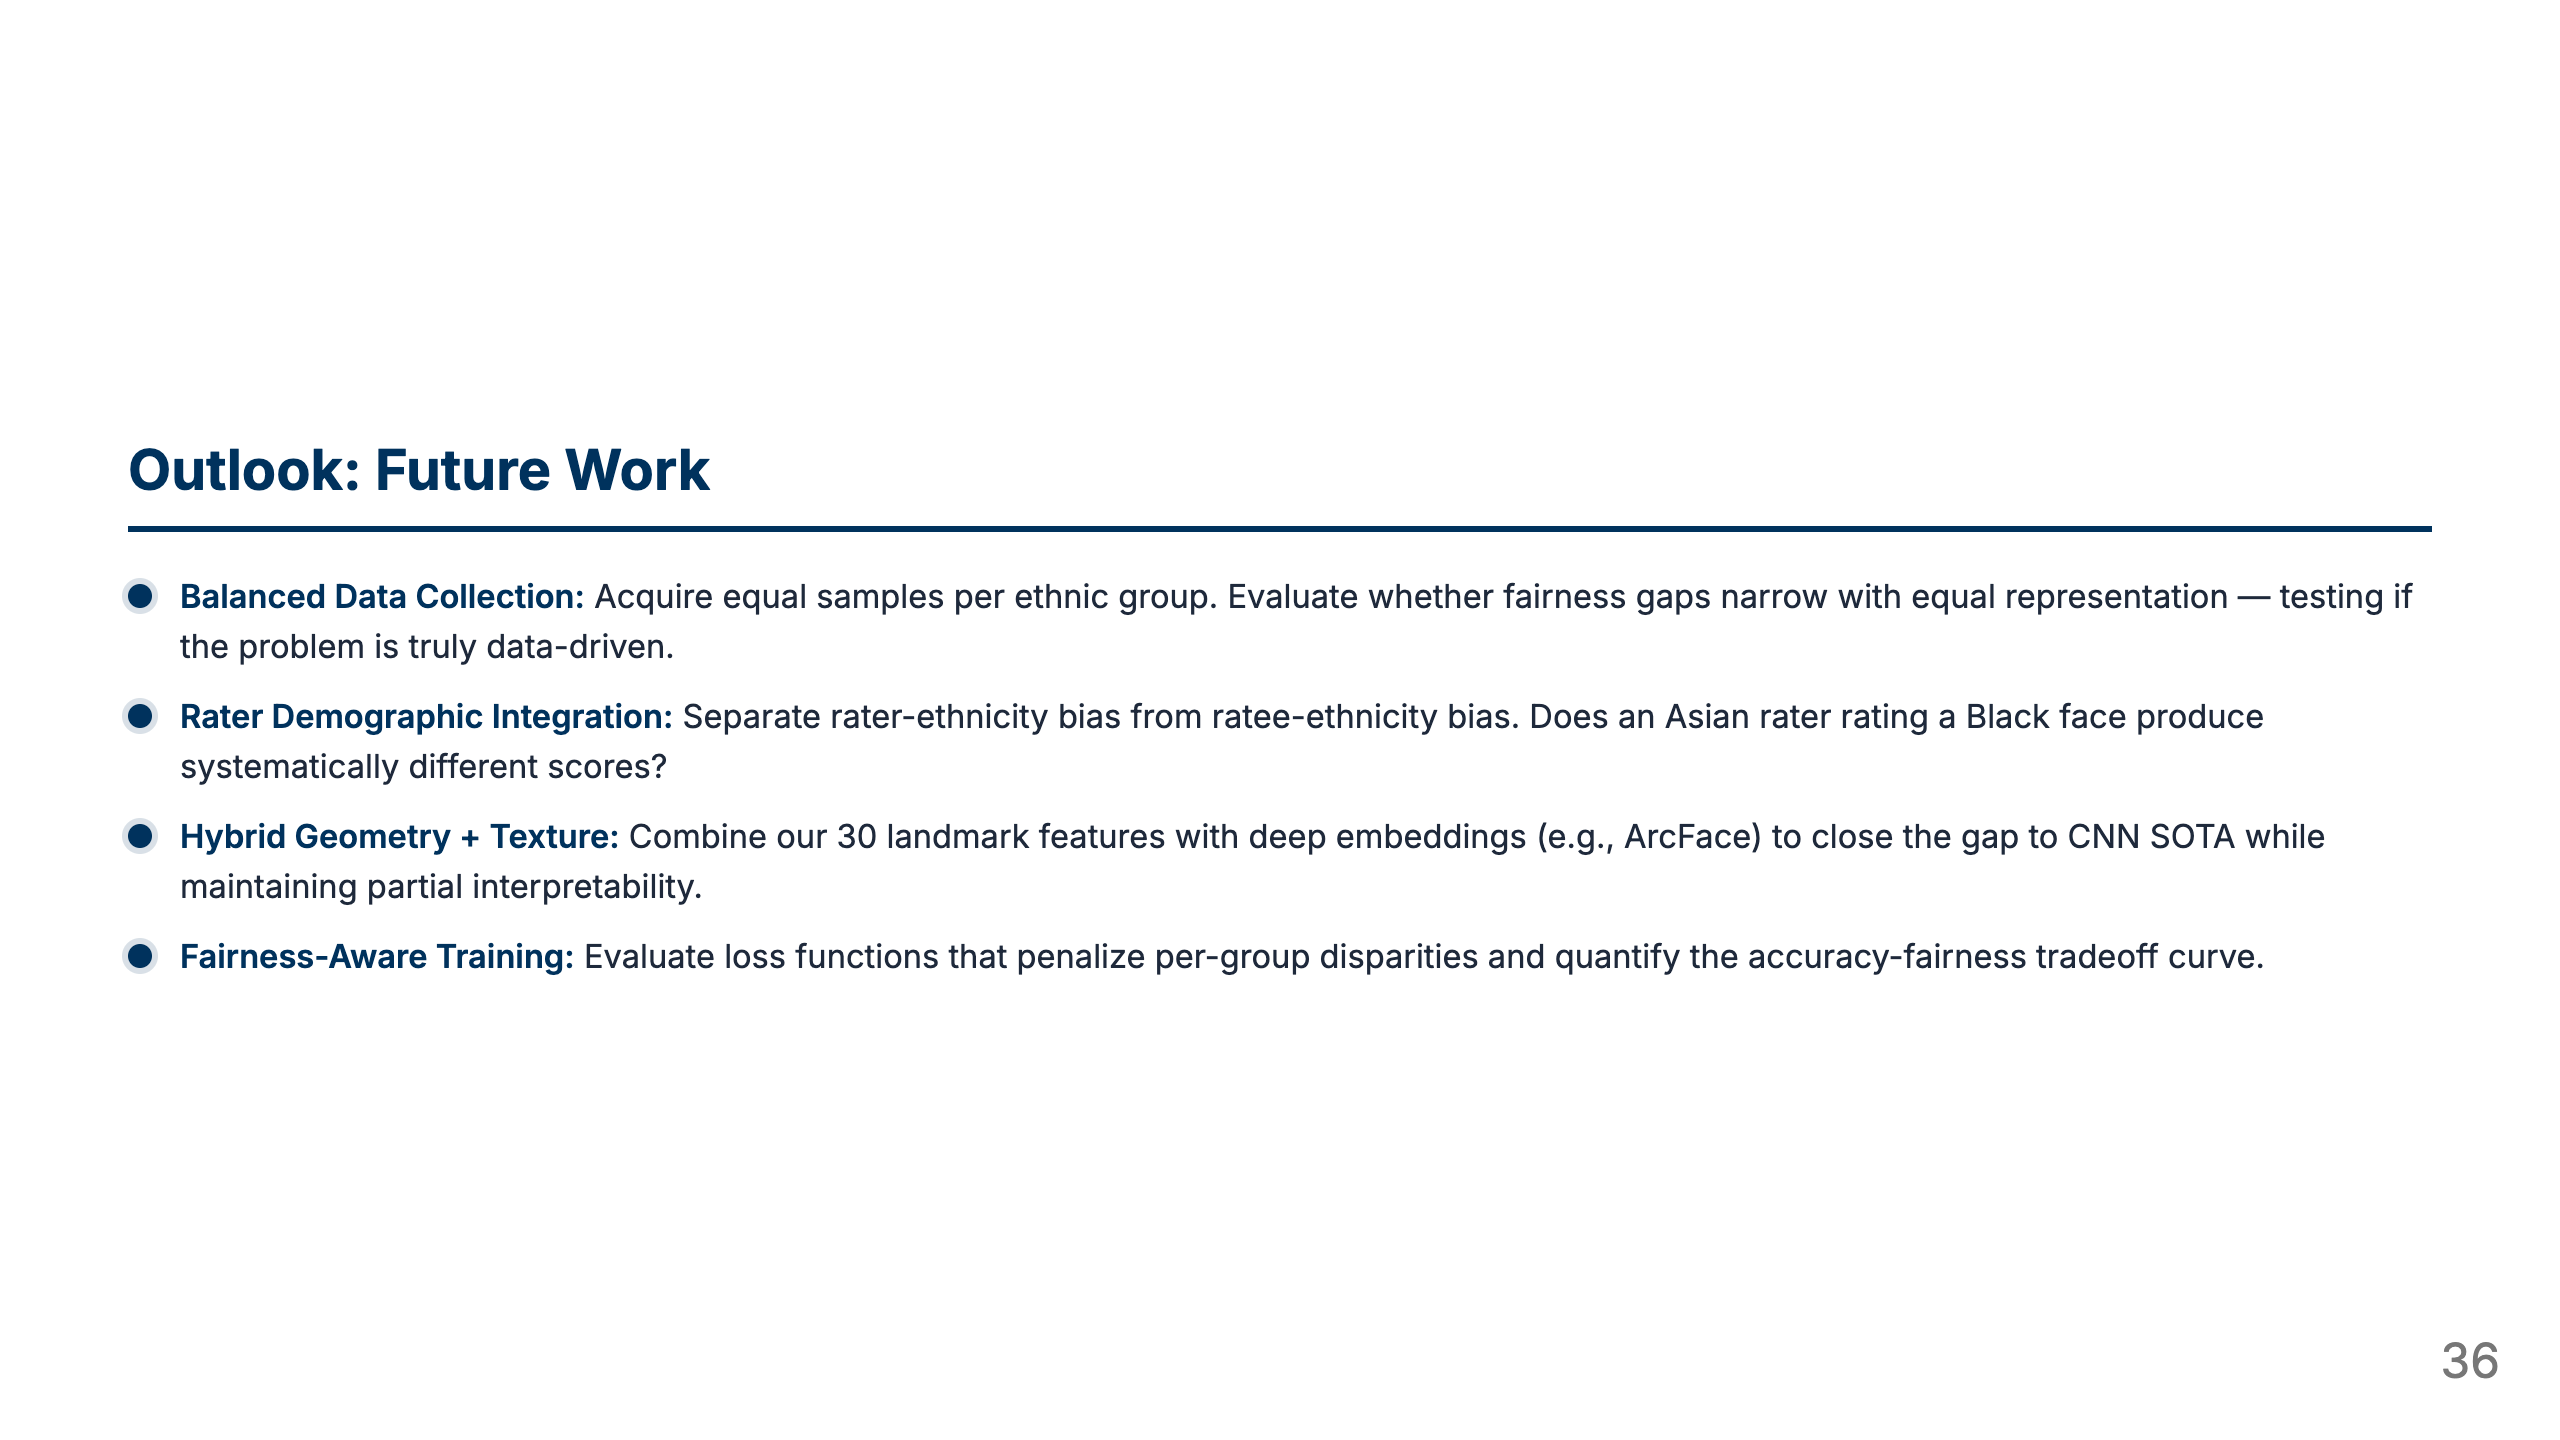 Outlook: Future Work
Balanced Data Collection: Acquire equal samples per ethnic group. Evaluate whether fairness gaps narrow with equal representation — testing if
the problem is truly data-driven.
Rater Demographic Integration: Separate rater-ethnicity bias from ratee-ethnicity bias. Does an Asian rater rating a Black face produce
systematically different scores?
Hybrid Geometry + Texture: Combine our 30 landmark features with deep embeddings (e.g., ArcFace) to close the gap to CNN SOTA while
maintaining partial interpretability.
Fairness-Aware Training: Evaluate loss functions that penalize per-group disparities and quantify the accuracy-fairness tradeoff curve.
36